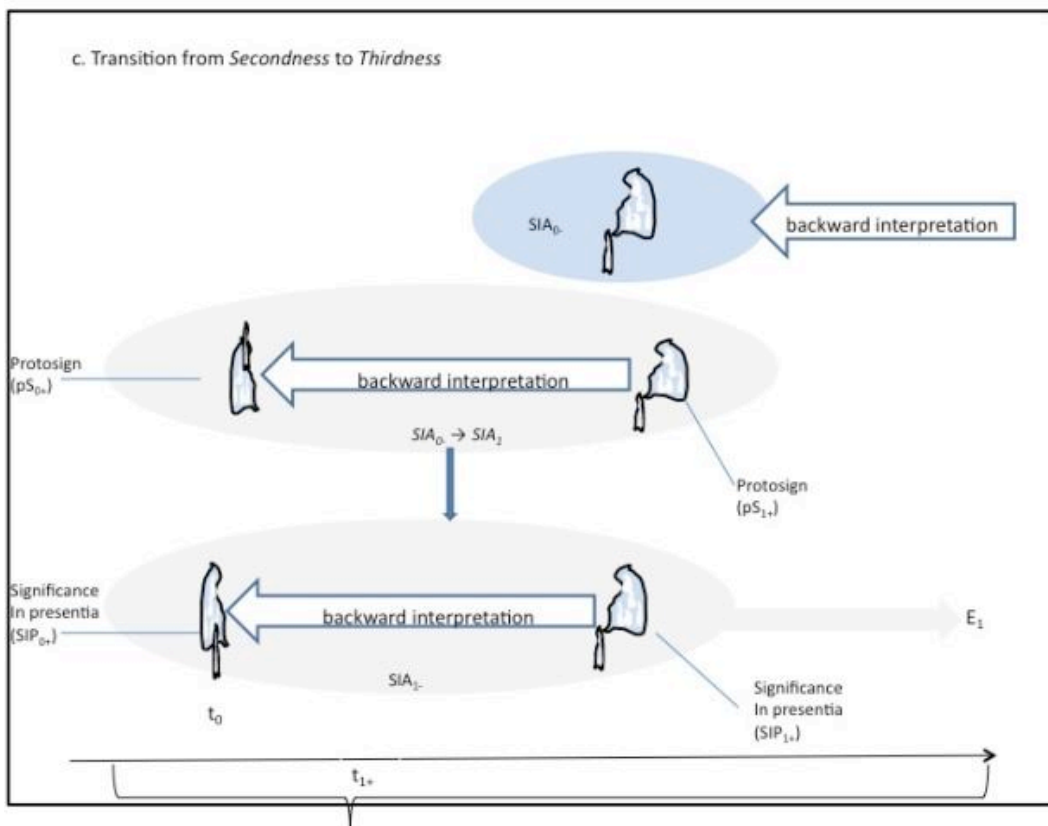 c. Transition from Secondness to Thirdness
SIA₀₋
backward interpretation
Protosign
(pS₀₊)
backward interpretation
SIA₀₋ → SIA₁
Protosign
(pS₁₊)
Significance
In presentia
(SIP₀₊)
backward interpretation
E₁
SIA₁₋
Significance
In presentia
(SIP₁₊)
t₀
t₁₊